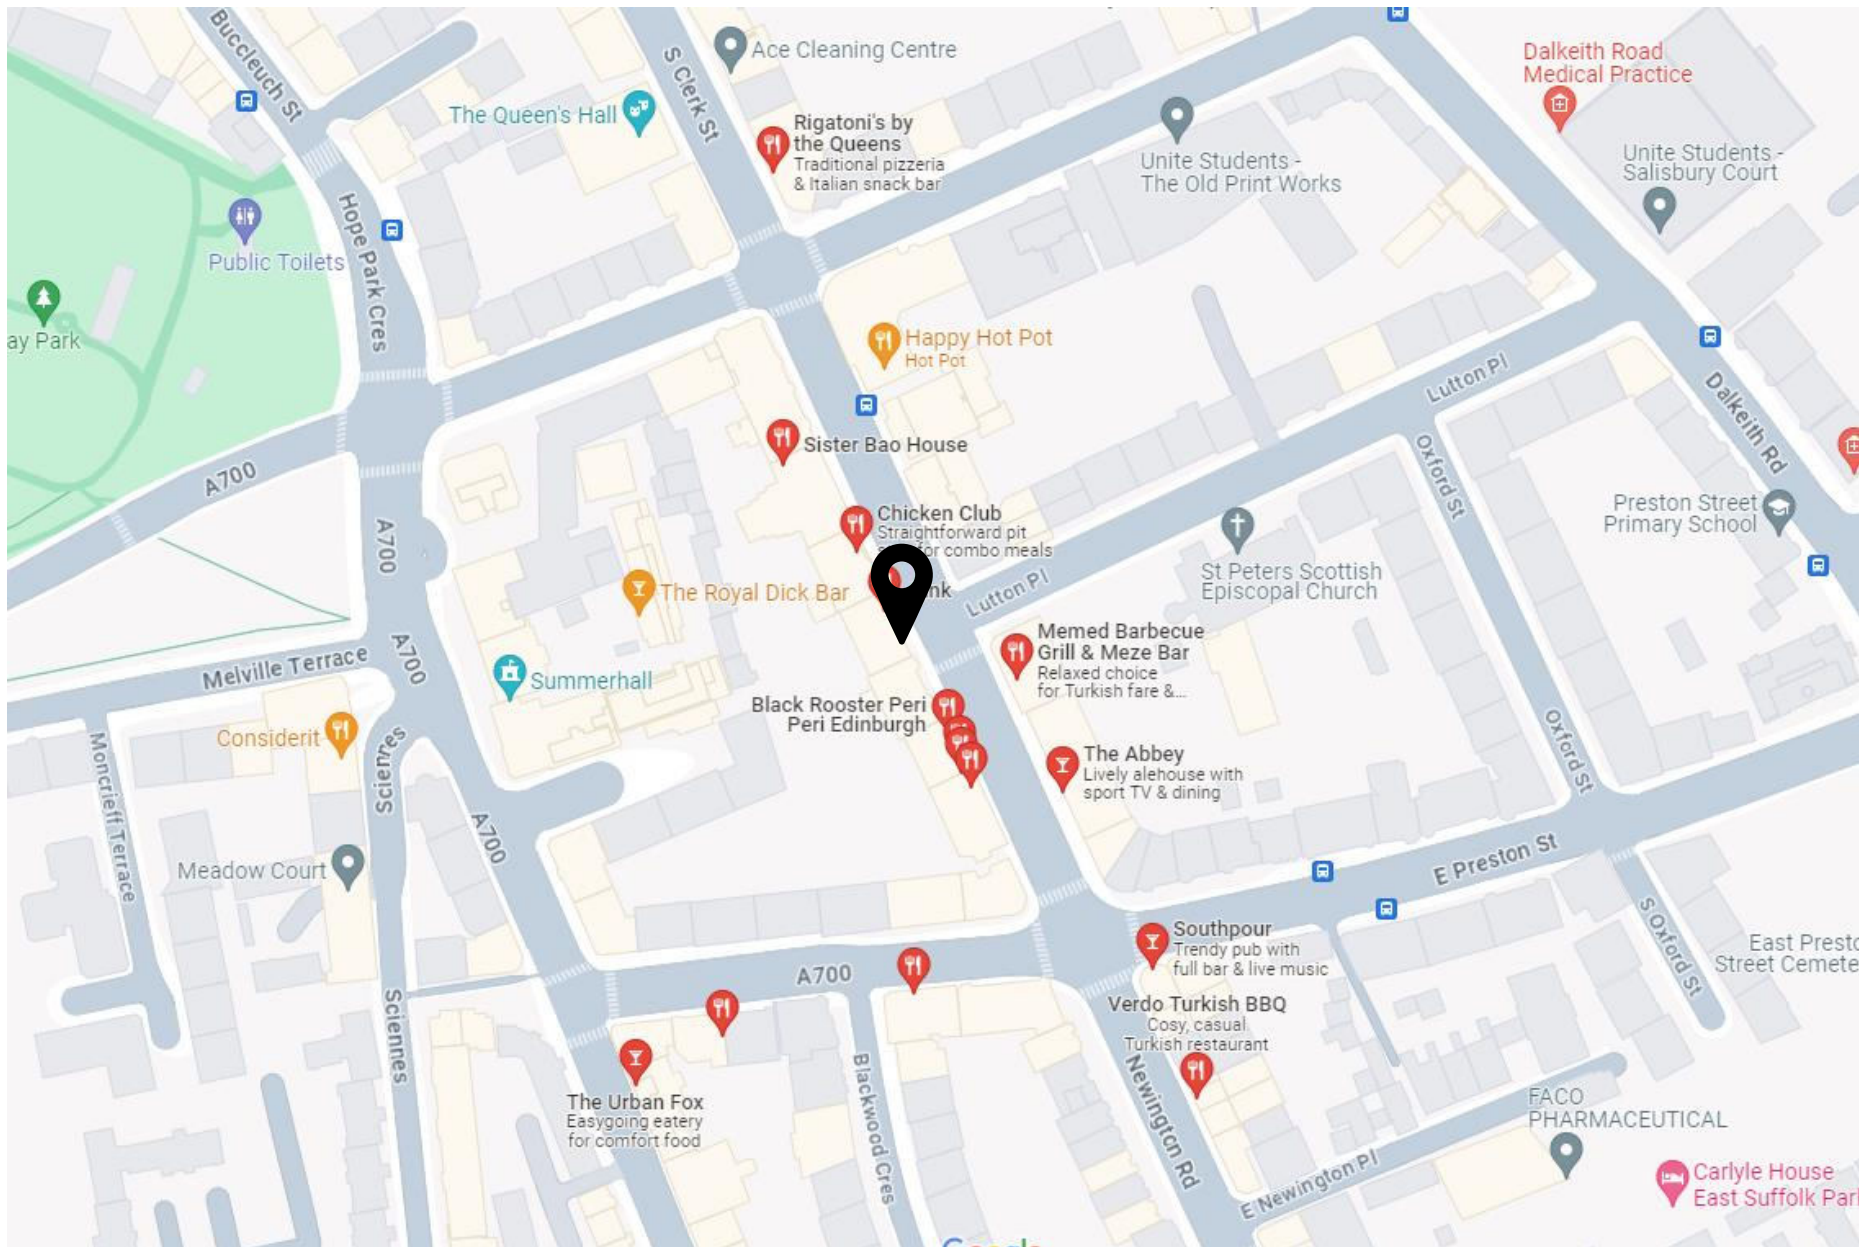 Buccleuch St
S Clerk St
Ace Cleaning Centre
Dalkeith Road
Medical Practice
The Queen's Hall
Rigatoni's by
the Queens
Traditional pizzeria
& Italian snack bar
Unite Students -
The Old Print Works
Unite Students -
Salisbury Court
Hope Park Cres
Public Toilets
ay Park
Happy Hot Pot
Hot Pot
Lutton Pl
Dalkeith Rd
Sister Bao House
Oxford St
A700
Chicken Club
Straightforward pit
for combo meals
Preston Street
Primary School
A700
The Royal Dick Bar
nk
Lutton Pl
St Peters Scottish
Episcopal Church
Melville Terrace
A700
Memed Barbecue
Grill & Meze Bar
Relaxed choice
for Turkish fare &...
Summerhall
Black Rooster Peri
Peri Edinburgh
Considerit
Sciennes
Moncrieff Terrace
The Abbey
Lively alehouse with
sport TV & dining
Oxford St
A700
Meadow Court
E Preston St
Southpour
Trendy pub with
full bar & live music
S Oxford St
East Presto
Street Cemete
A700
Verdo Turkish BBQ
Cosy, casual
Turkish restaurant
Sciennes
Blackwood Cres
Newington Rd
The Urban Fox
Easygoing eatery
for comfort food
FACO
PHARMACEUTICAL
E Newington Pl
Carlyle House
East Suffolk Parl